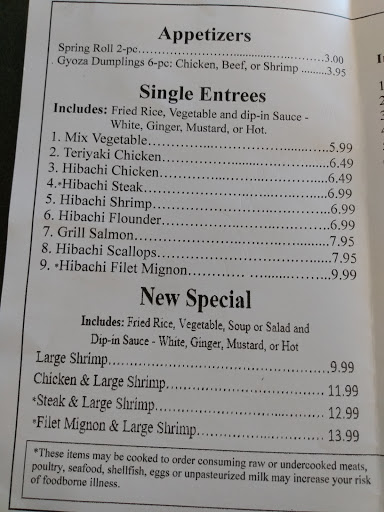 Appetizers
Spring Roll 2-pc.............................................3.00
Gyoza Dumplings 6-pc: Chicken, Beef, or Shrimp ........3.95
Single Entrees
Includes: Fried Rice, Vegetable and dip-in Sauce -
White, Ginger, Mustard, or Hot.
1. Mix Vegetable....................................5.99
2. Teriyaki Chicken.................................6.49
3. Hibachi Chicken..................................6.49
4.*Hibachi Steak....................................6.99
5. Hibachi Shrimp...................................6.99
6. Hibachi Flounder.................................6.99
7. Grill Salmon.....................................7.95
8. Hibachi Scallops.................................7.95
9. *Hibachi Filet Mignon........... ................9.99
New Special
Includes: Fried Rice, Vegetable, Soup or Salad and
Dip-in Sauce - White, Ginger, Mustard, or Hot
Large Shrimp........................................9.99
Chicken & Large Shrimp..............................11.99
*Steak & Large Shrimp...............................12.99
*Filet Mignon & Large Shrimp........................13.99
*These items may be cooked to order consuming raw or undercooked meats,
poultry, seafood, shellfish, eggs or unpasteurized milk may increase your risk
of foodborne illness.